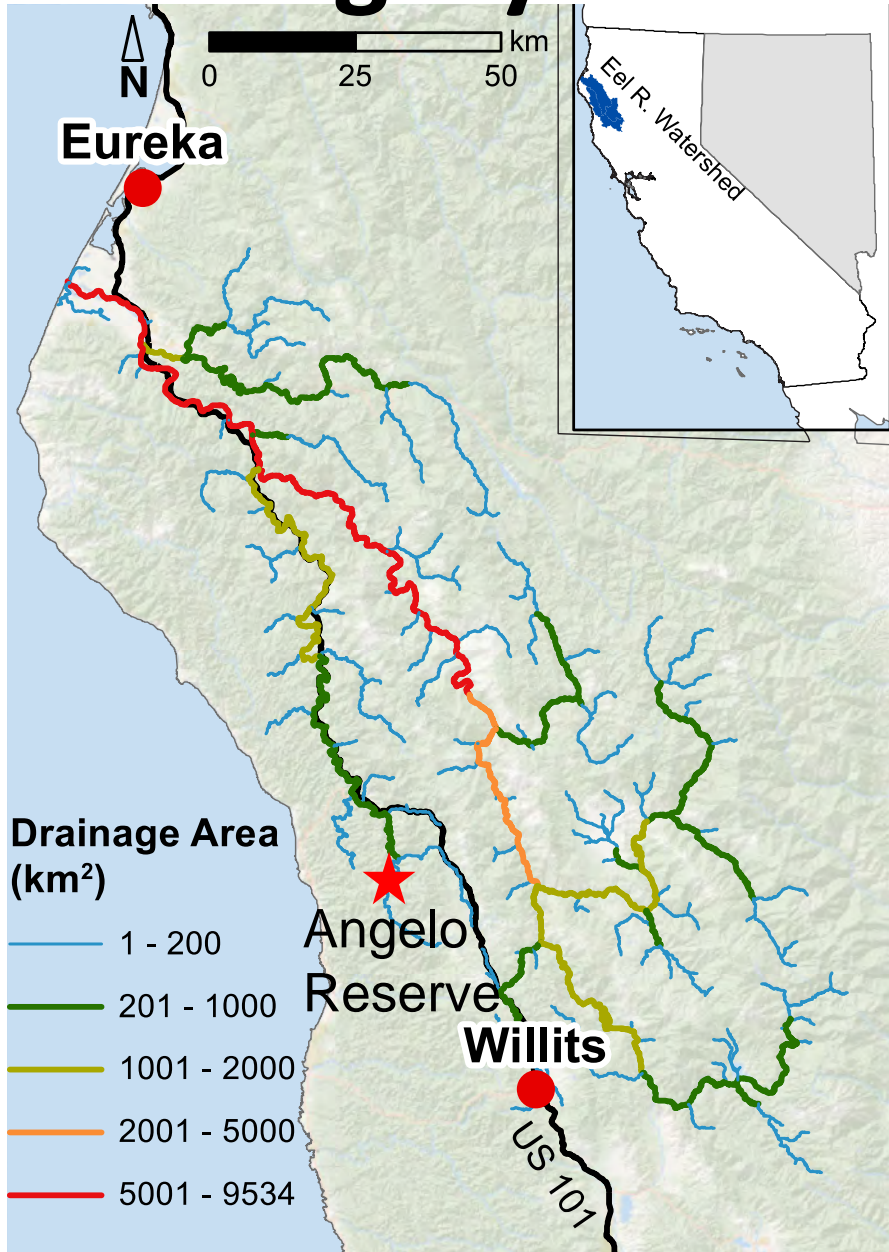 km
0 25 50
N
Eureka
Eel R. Watershed
Drainage Area
(km²)
1 - 200
201 - 1000
1001 - 2000
2001 - 5000
5001 - 9534
Angelo
Reserve
Willits
US 101